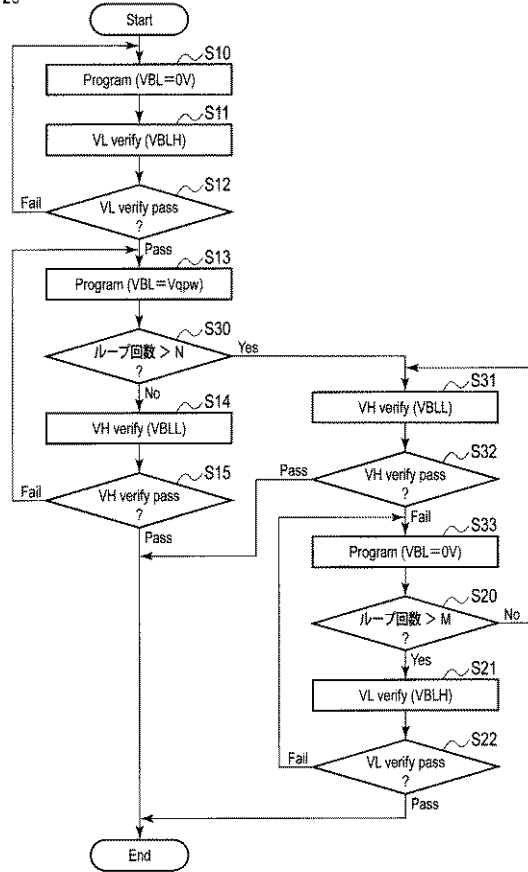 Start
S10
Program (VBL=0V)
S11
VL verify (VBLH)
S12
VL verify pass
?
Fail
Pass
S13
Program (VBL=Vqpw)
S30
ループ回数 > N
?
Yes
No
S14
VH verify (VBLL)
S15
VH verify pass
?
Fail
Pass
S31
VH verify (VBLL)
S32
VH verify pass
?
Pass
Fail
S33
Program (VBL=0V)
S20
ループ回数 > M
?
No
Yes
S21
VL verify (VBLH)
S22
VL verify pass
?
Fail
Pass
End